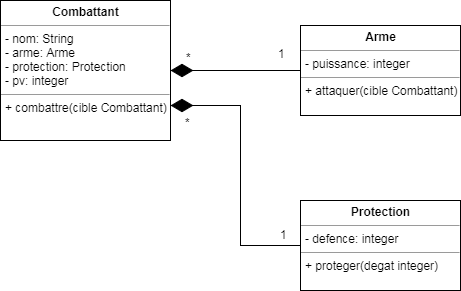 Combattant
- nom: String
- arme: Arme
- protection: Protection
- pv: integer
+ combattre(cible Combattant)
*
1
Arme
- puissance: integer
+ attaquer(cible Combattant)
*
1
Protection
- defence: integer
+ proteger(degat integer)